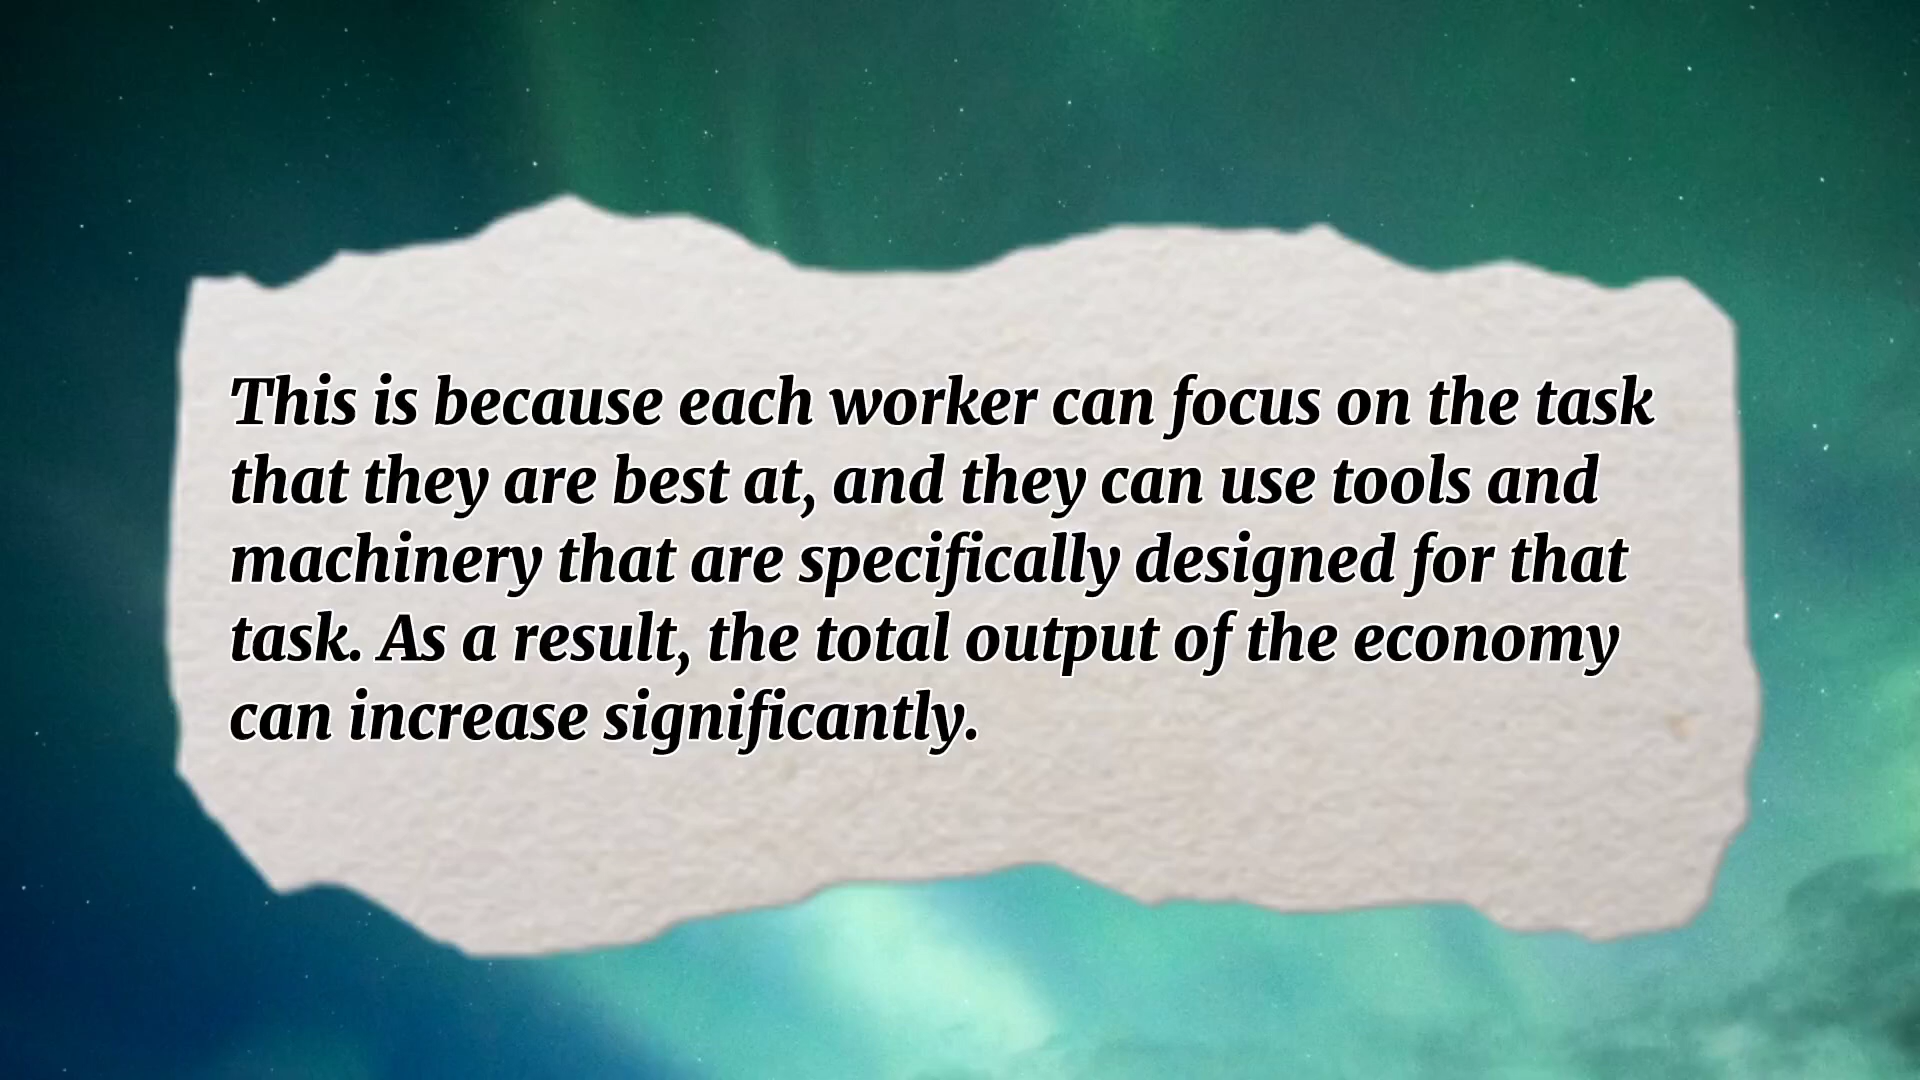 This is because each worker can focus on the task
that they are best at, and they can use tools and
machinery that are specifically designed for that
task. As a result, the total output of the economy
can increase significantly.